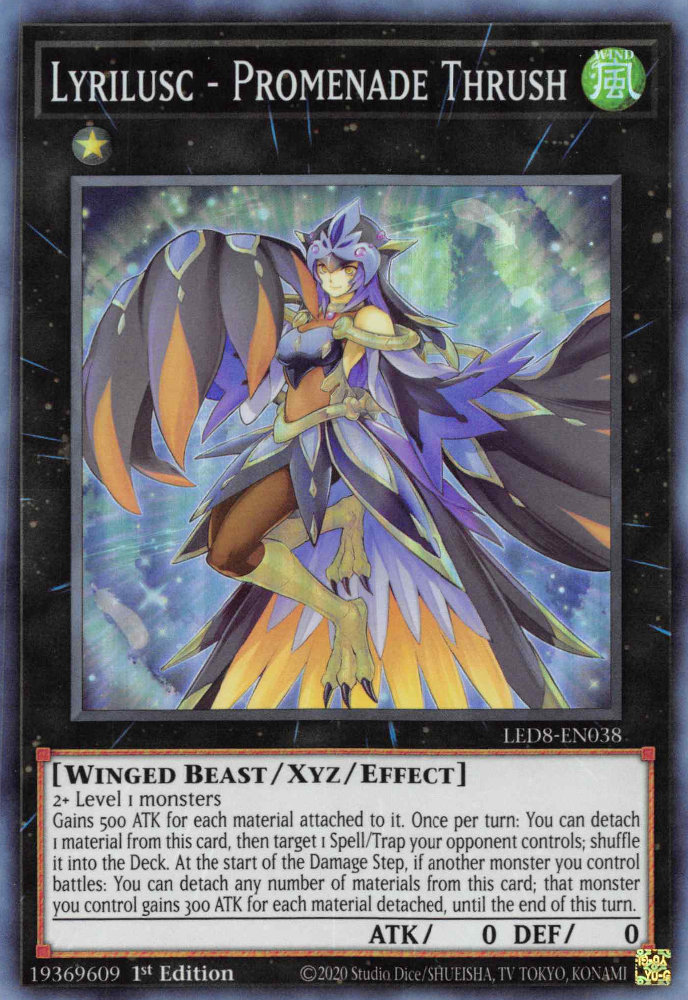 LYRILUSC - PROMENADE THRUSH
WIND
風
LED8-EN038
[WINGED BEAST/XYZ/EFFECT]
2+ Level 1 monsters
Gains 500 ATK for each material attached to it. Once per turn: You can detach
1 material from this card, then target 1 Spell/Trap your opponent controls; shuffle
it into the Deck. At the start of the Damage Step, if another monster you control
battles: You can detach any number of materials from this card; that monster
you control gains 300 ATK for each material detached, until the end of this turn.
ATK/ 0 DEF/ 0
19369609 1st Edition ©2020 Studio Dice/SHUEISHA, TV TOKYO, KONAMI